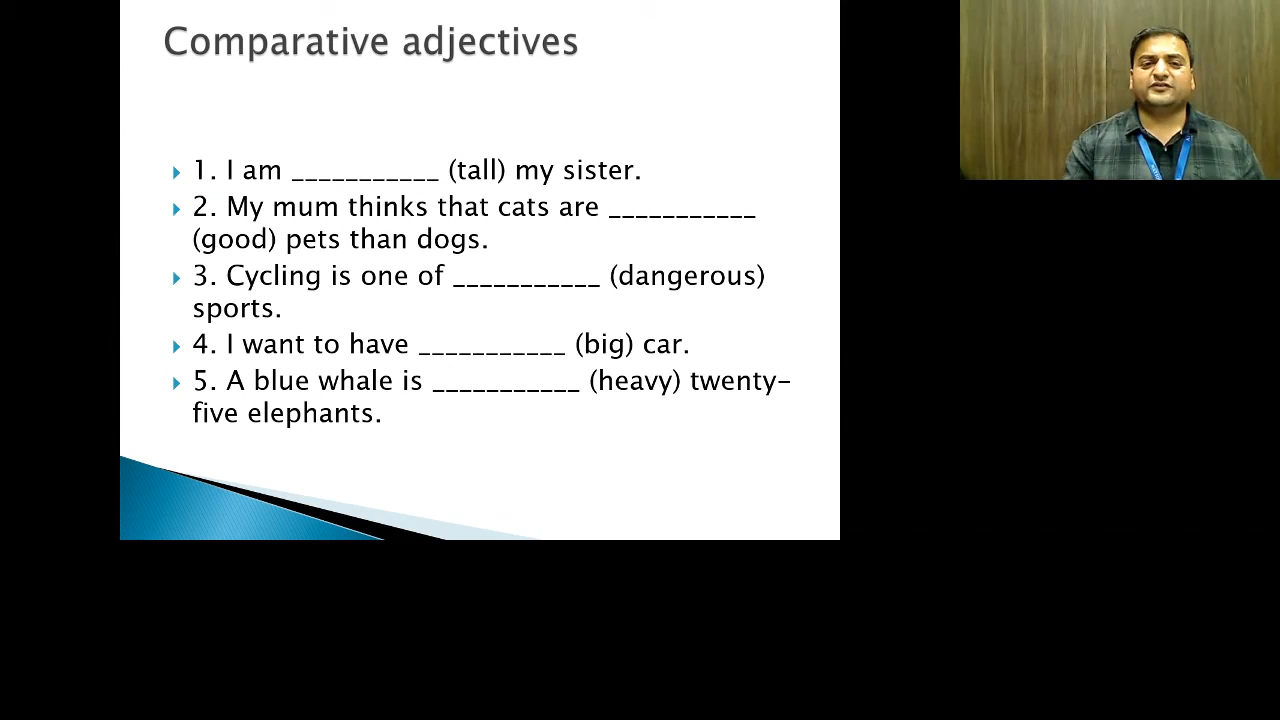 Comparative adjectives
1. I am ___________ (tall) my sister.
2. My mum thinks that cats are ___________
(good) pets than dogs.
3. Cycling is one of ___________ (dangerous)
sports.
4. I want to have ___________ (big) car.
5. A blue whale is ___________ (heavy) twenty-
five elephants.